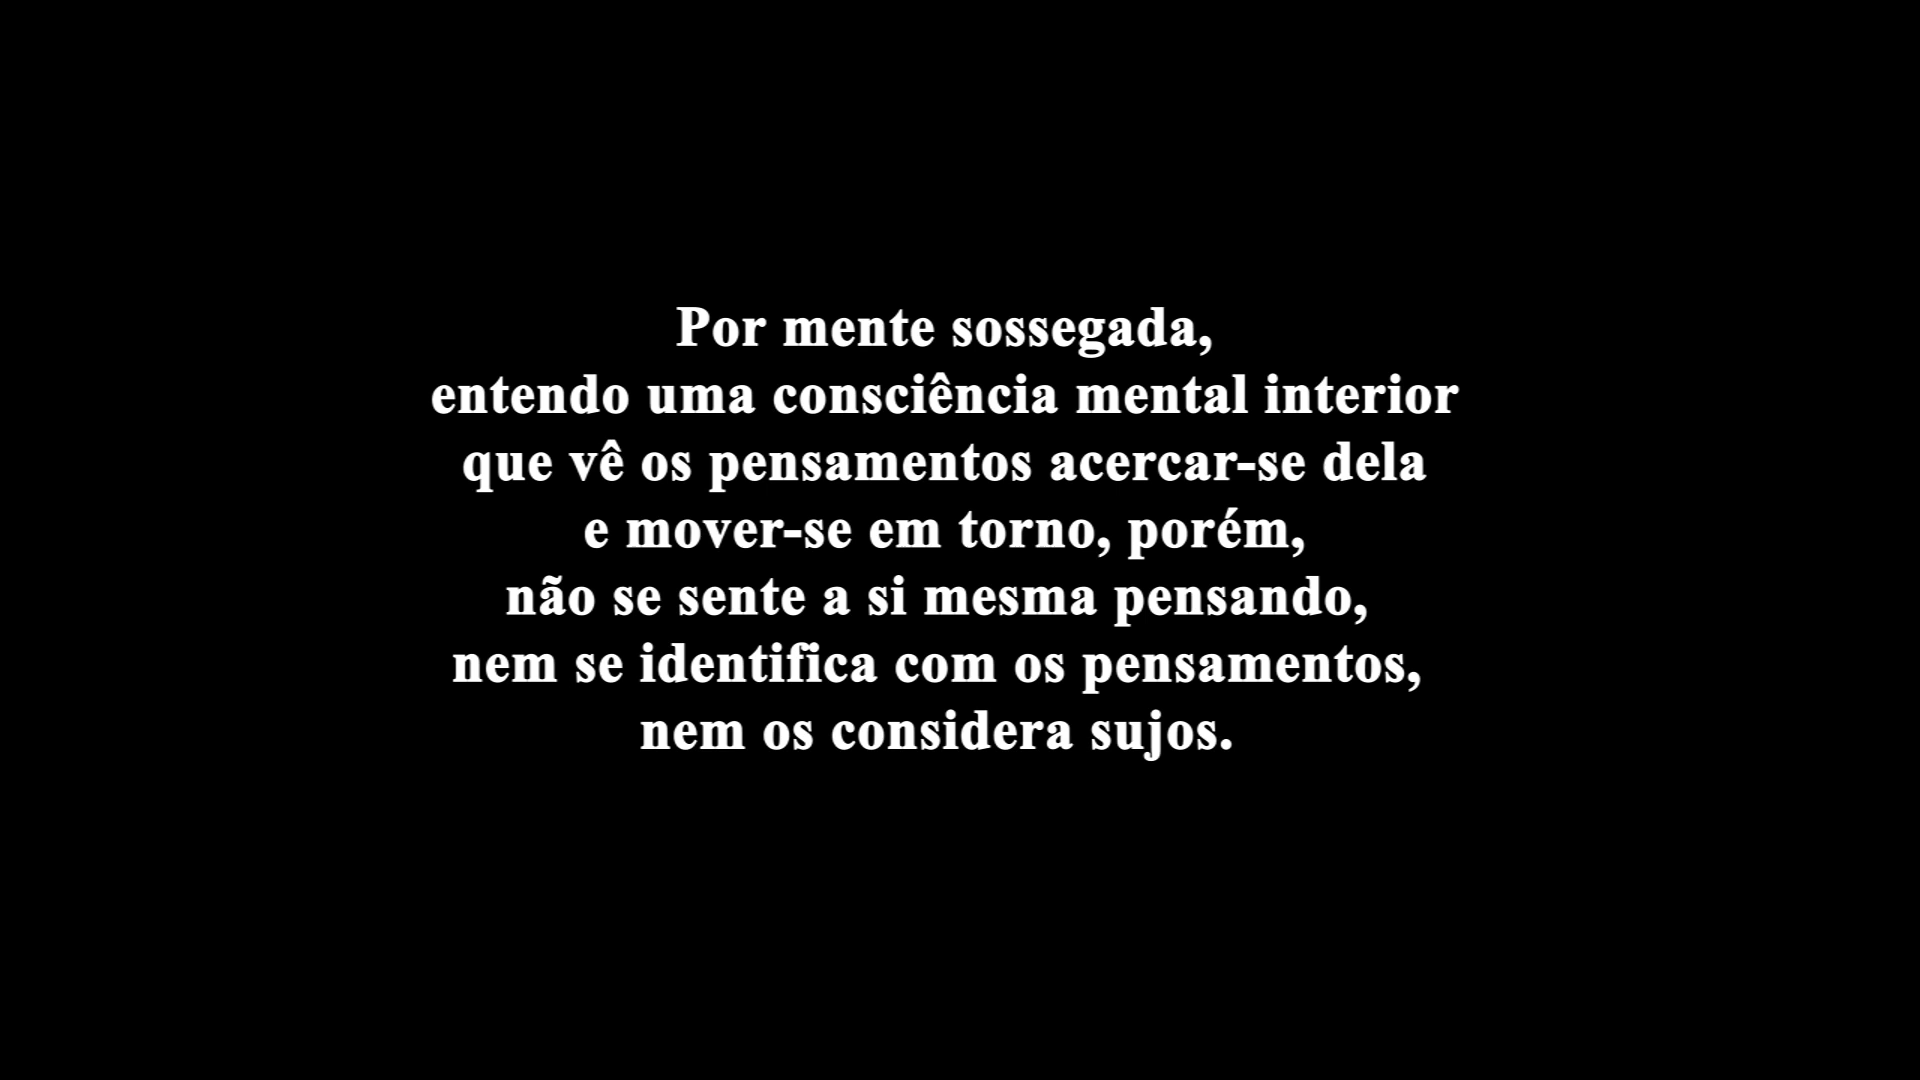 Por mente sossegada,
entendo uma consciência mental interior
que vê os pensamentos acercar-se dela
e mover-se em torno, porém,
não se sente a si mesma pensando,
nem se identifica com os pensamentos,
nem os considera sujos.